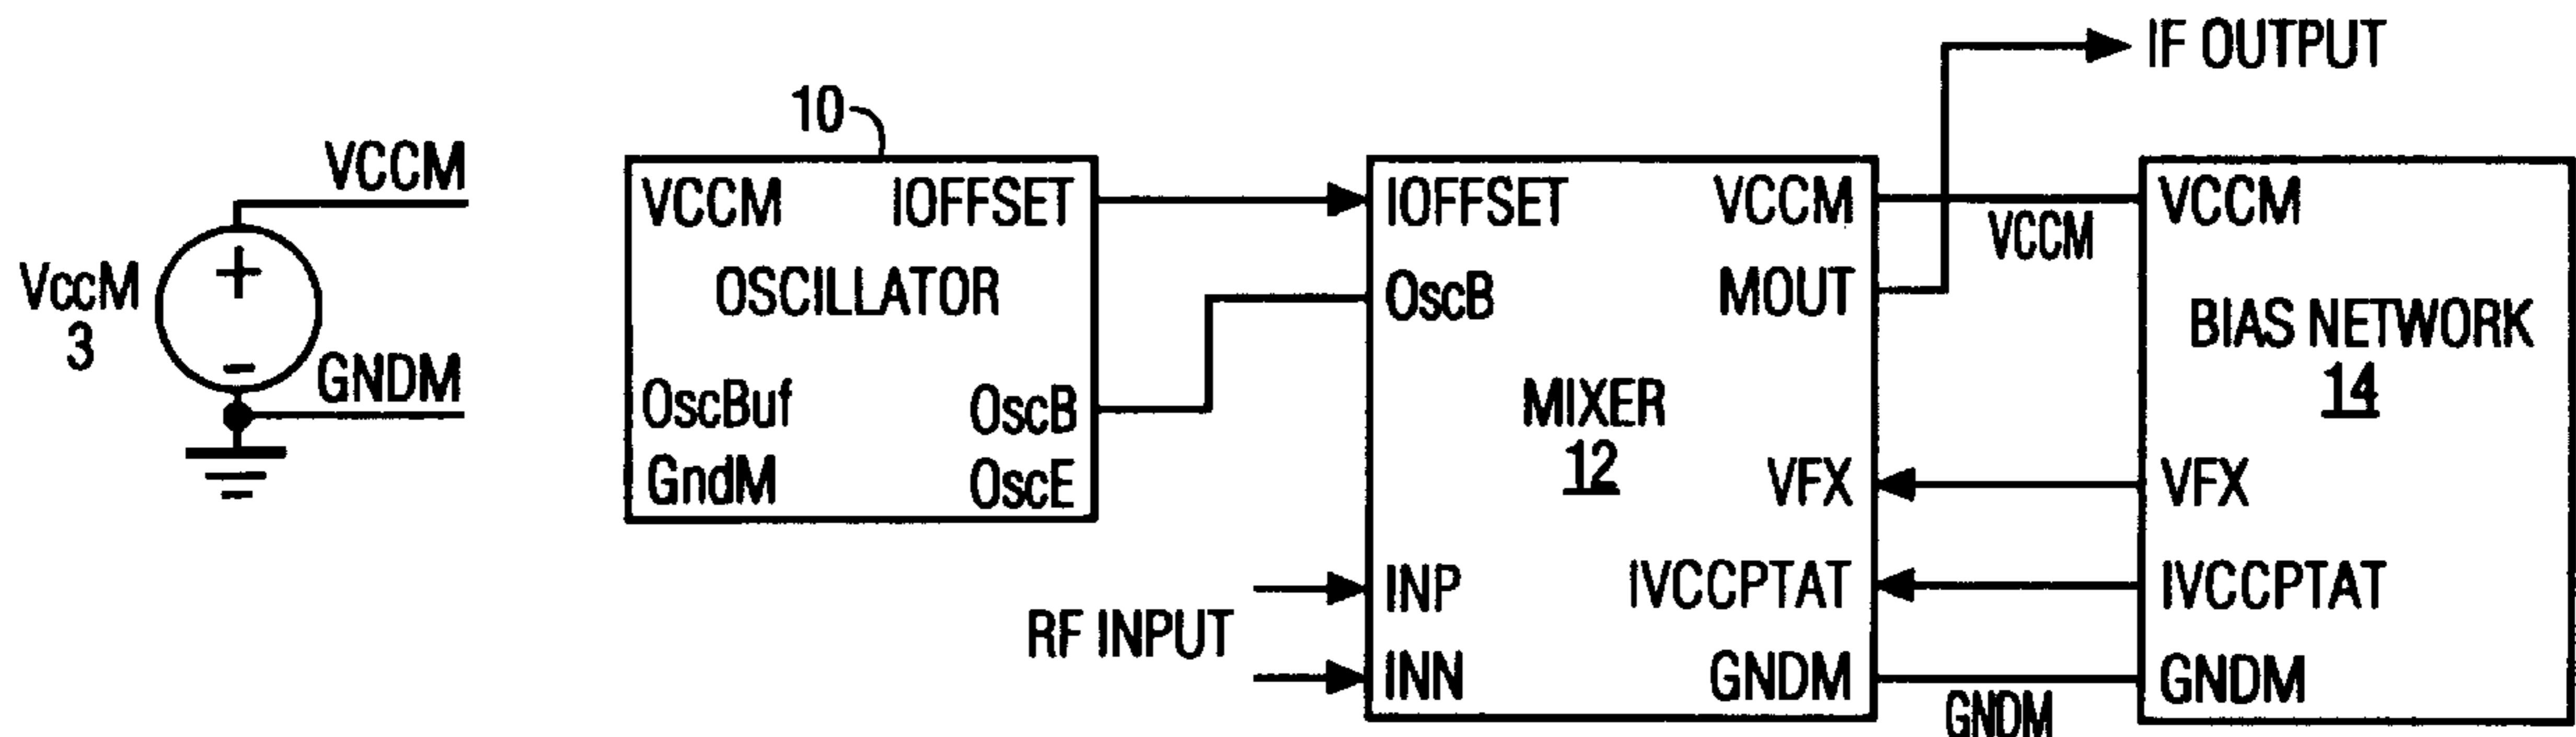 IF OUTPUT
10
VCCM
VccM
3
+
-
GNDM
VCCM IOFFSET
OSCILLATOR
OscBuf OscB
GndM OscE
RF INPUT
IOFFSET VCCM
OscB MOUT
MIXER
12
VFX
INP IVCCPTAT
INN GNDM
VCCM
GNDM
VCCM
BIAS NETWORK
14
VFX
IVCCPTAT
GNDM